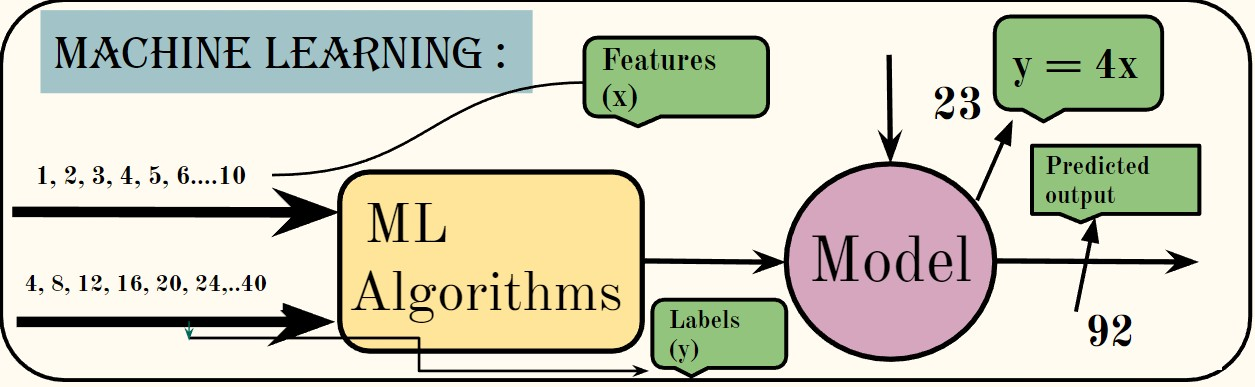 MACHINE LEARNING :
Features
(x)
y = 4x
23
1, 2, 3, 4, 5, 6....10
Predicted
output
ML
Algorithms
Model
4, 8, 12, 16, 20, 24,..40
Labels
(y)
92